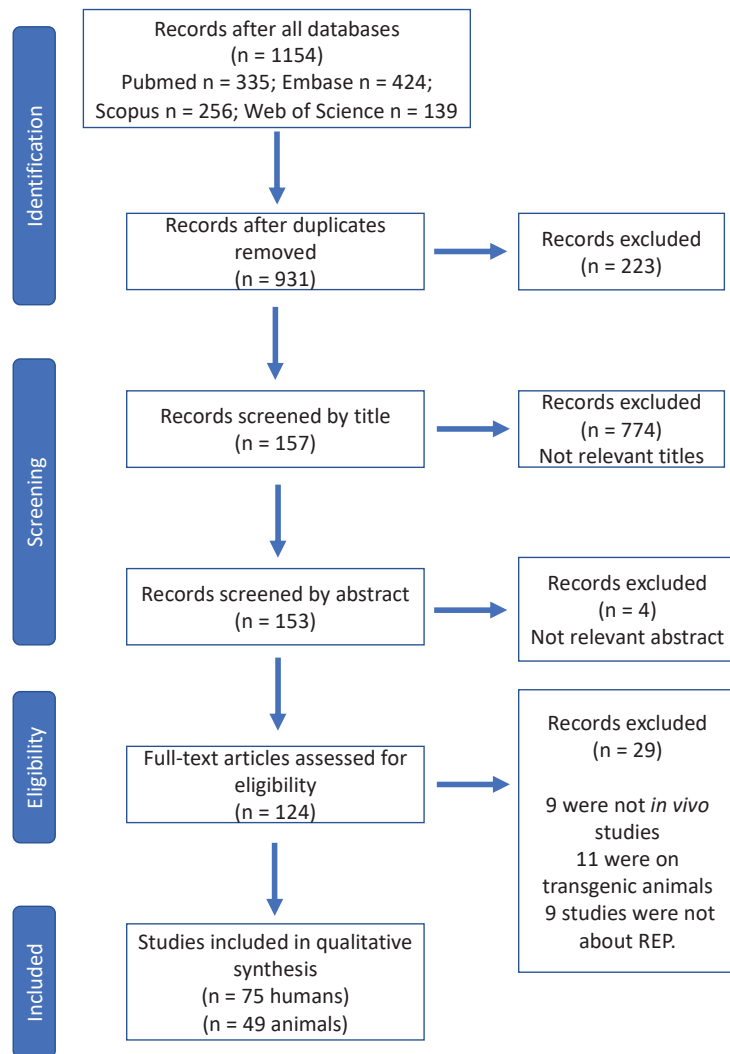 Identification
Records after all databases
(n = 1154)
Pubmed n = 335; Embase n = 424;
Scopus n = 256; Web of Science n = 139
Records after duplicates
removed
(n = 931)
Records excluded
(n = 223)
Screening
Records screened by title
(n = 157)
Records excluded
(n = 774)
Not relevant titles
Records screened by abstract
(n = 153)
Records excluded
(n = 4)
Not relevant abstract
Eligibility
Full-text articles assessed for
eligibility
(n = 124)
Records excluded
(n = 29)
9 were not in vivo
studies
11 were on
transgenic animals
9 studies were not
about REP.
Included
Studies included in qualitative
synthesis
(n = 75 humans)
(n = 49 animals)